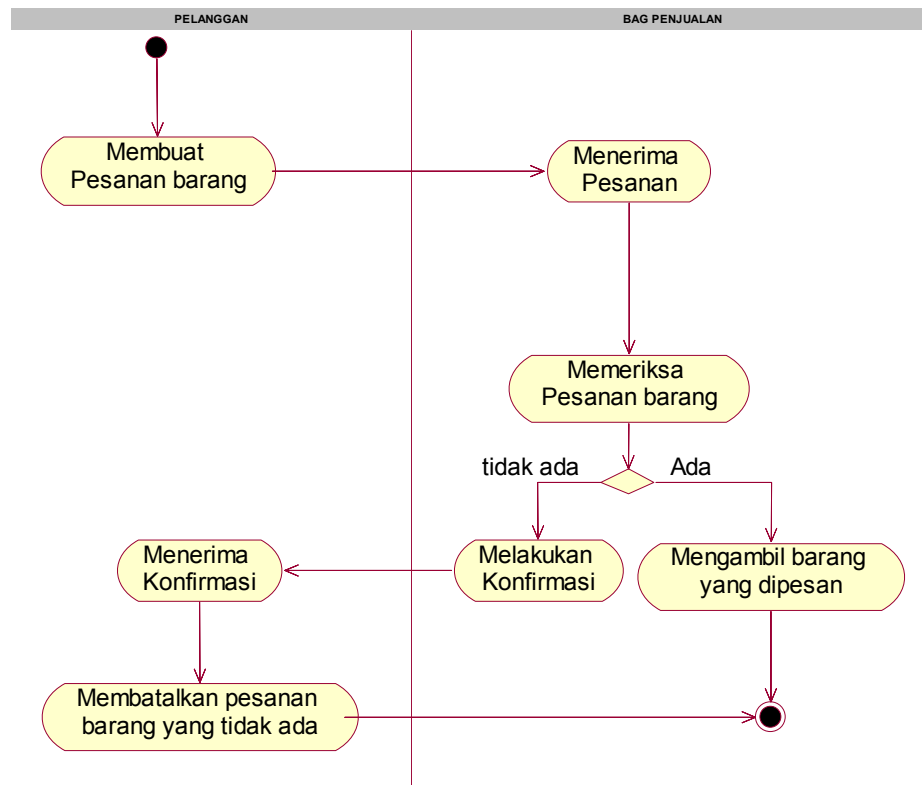 PELANGGAN
BAG PENJUALAN
Membuat
Pesanan barang
Menerima
Pesanan
Memeriksa
Pesanan barang
tidak ada
Ada
Menerima
Konfirmasi
Melakukan
Konfirmasi
Mengambil barang
yang dipesan
Membatalkan pesanan
barang yang tidak ada